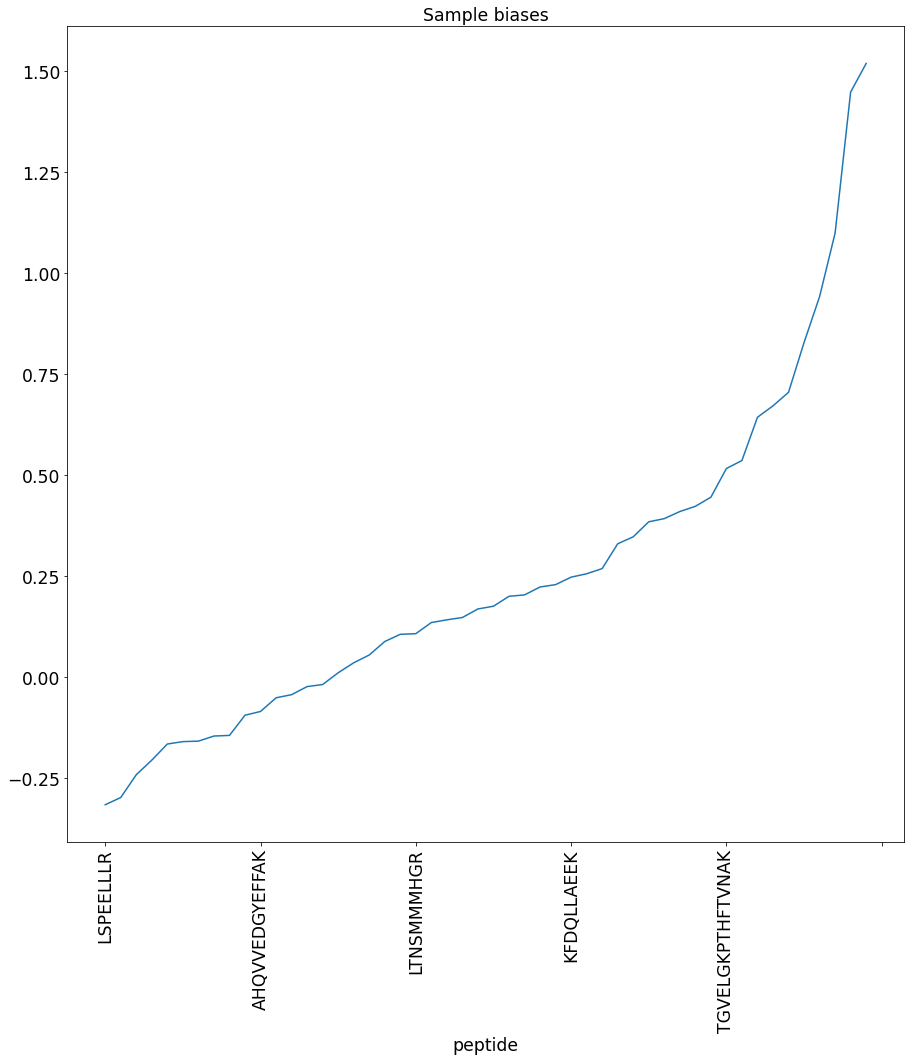 Sample biases
1.50
1.25
1.00
0.75
0.50
0.25
0.00
−0.25
LSPEELLLR
AHQVVEDGYEFFAK
LTNSMMMHGR
KFDQLLAEEK
TGVELGKPTHFTVNAK
peptide